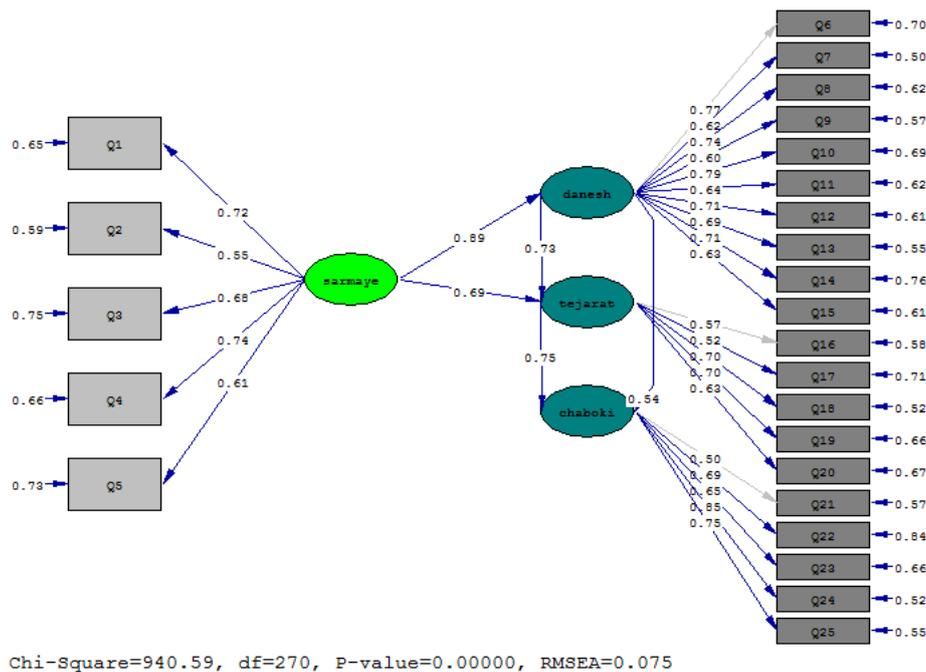 Q6
0.70
Q7
0.50
Q8
0.62
Q9
0.57
Q10
0.69
Q11
0.62
Q12
0.61
Q13
0.55
Q14
0.76
Q15
0.61
Q16
0.58
Q17
0.71
Q18
0.52
Q19
0.66
Q20
0.67
Q21
0.57
Q22
0.84
Q23
0.66
Q24
0.52
Q25
0.55
0.65
Q1
0.59
Q2
0.75
Q3
0.66
Q4
0.73
Q5
0.72
0.55
0.68
0.74
0.61
sarmaye
0.89
0.69
danesh
0.73
tejarat
0.75
chaboki
0.54
0.77
0.62
0.74
0.60
0.79
0.64
0.71
0.69
0.71
0.63
0.57
0.52
0.70
0.70
0.63
0.50
0.69
0.65
0.85
0.75
Chi-Square=940.59, df=270, P-value=0.00000, RMSEA=0.075